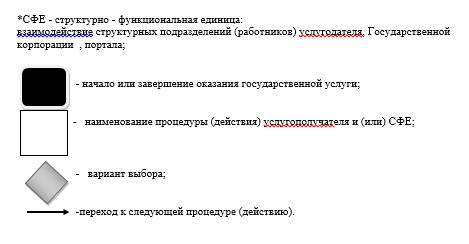 *СФЕ - структурно - функциональная единица:
взаимодействие структурных подразделений (работников) услугодателя, Государственной
корпорации , портала;
- начало или завершение оказания государственной услуги;
- наименование процедуры (действия) услугополучателя и (или) СФЕ;
- вариант выбора;
-переход к следующей процедуре (действию).